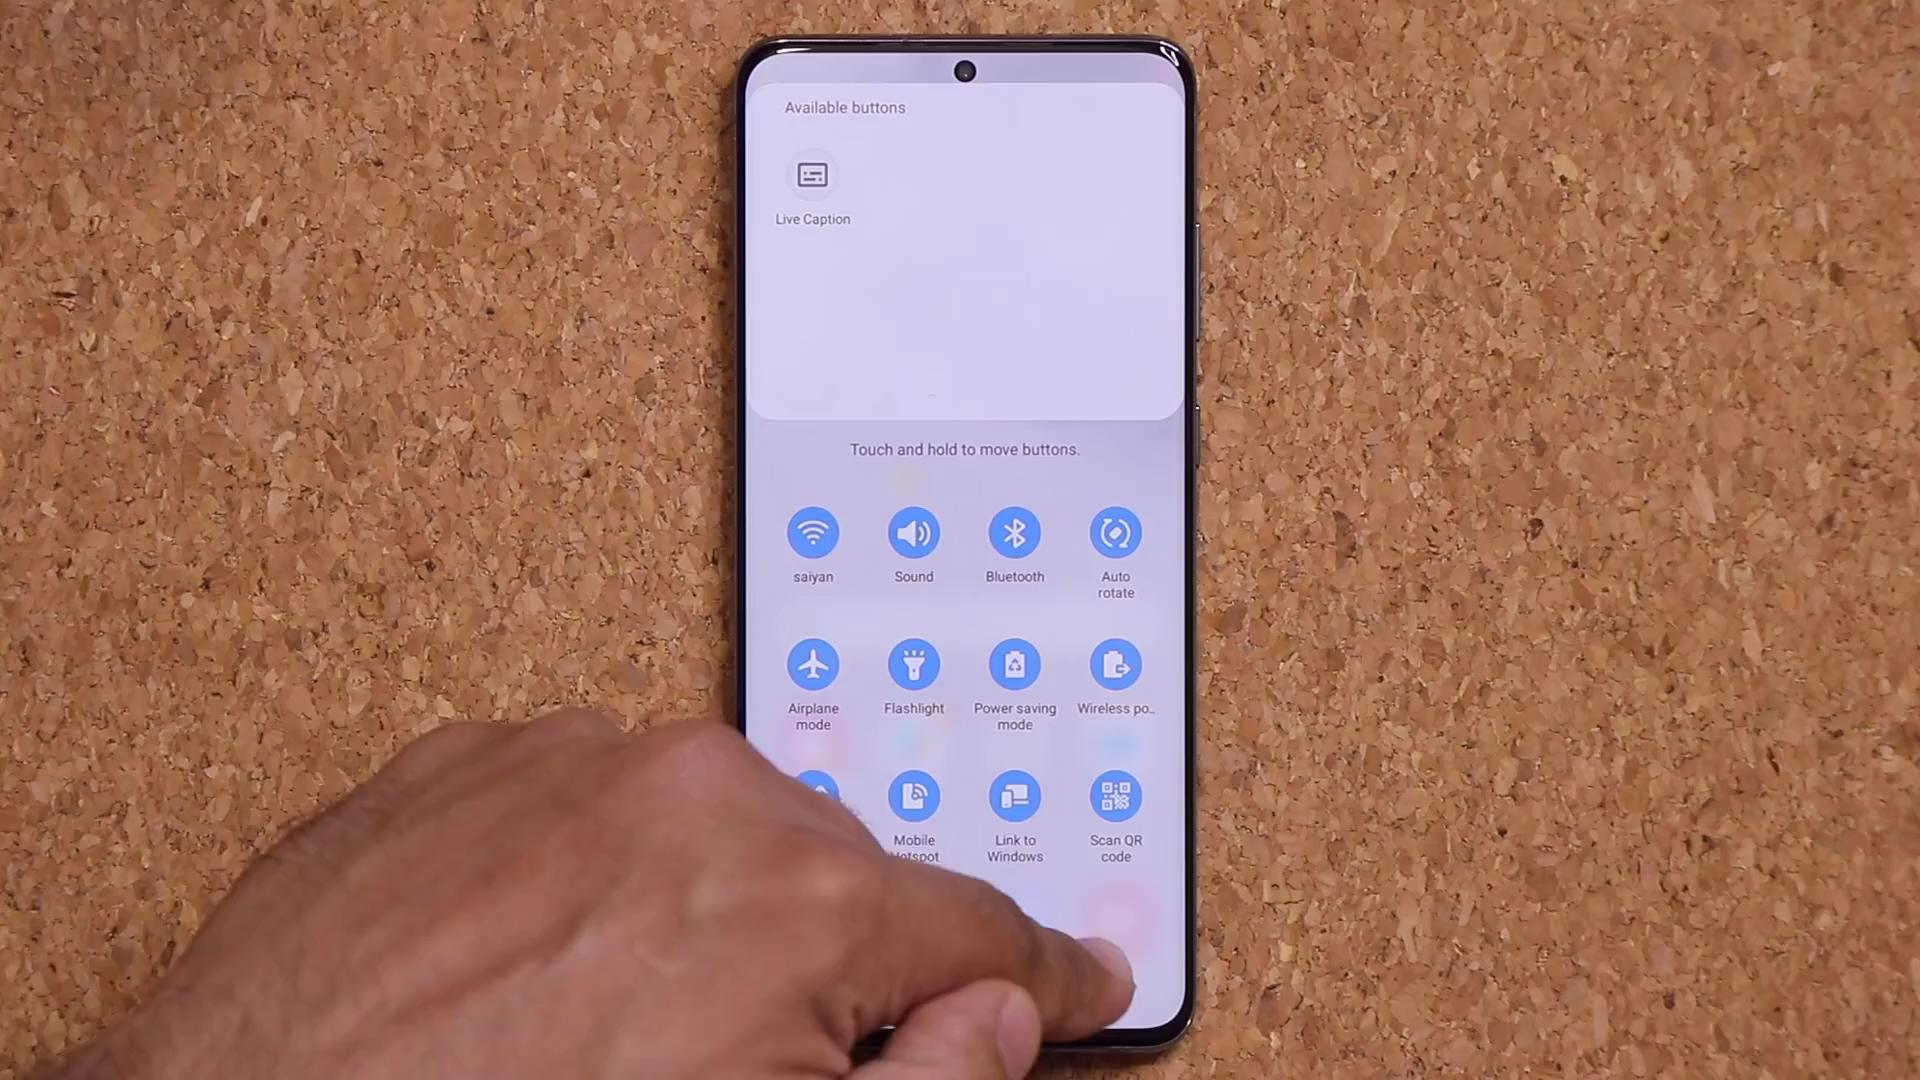 Available buttons
Live Caption
Touch and hold to move buttons.
saiyan Sound Bluetooth Auto
rotate
Airplane Flashlight Power saving Wireless po..
mode mode
Mobile Link to Scan QR
Windows code